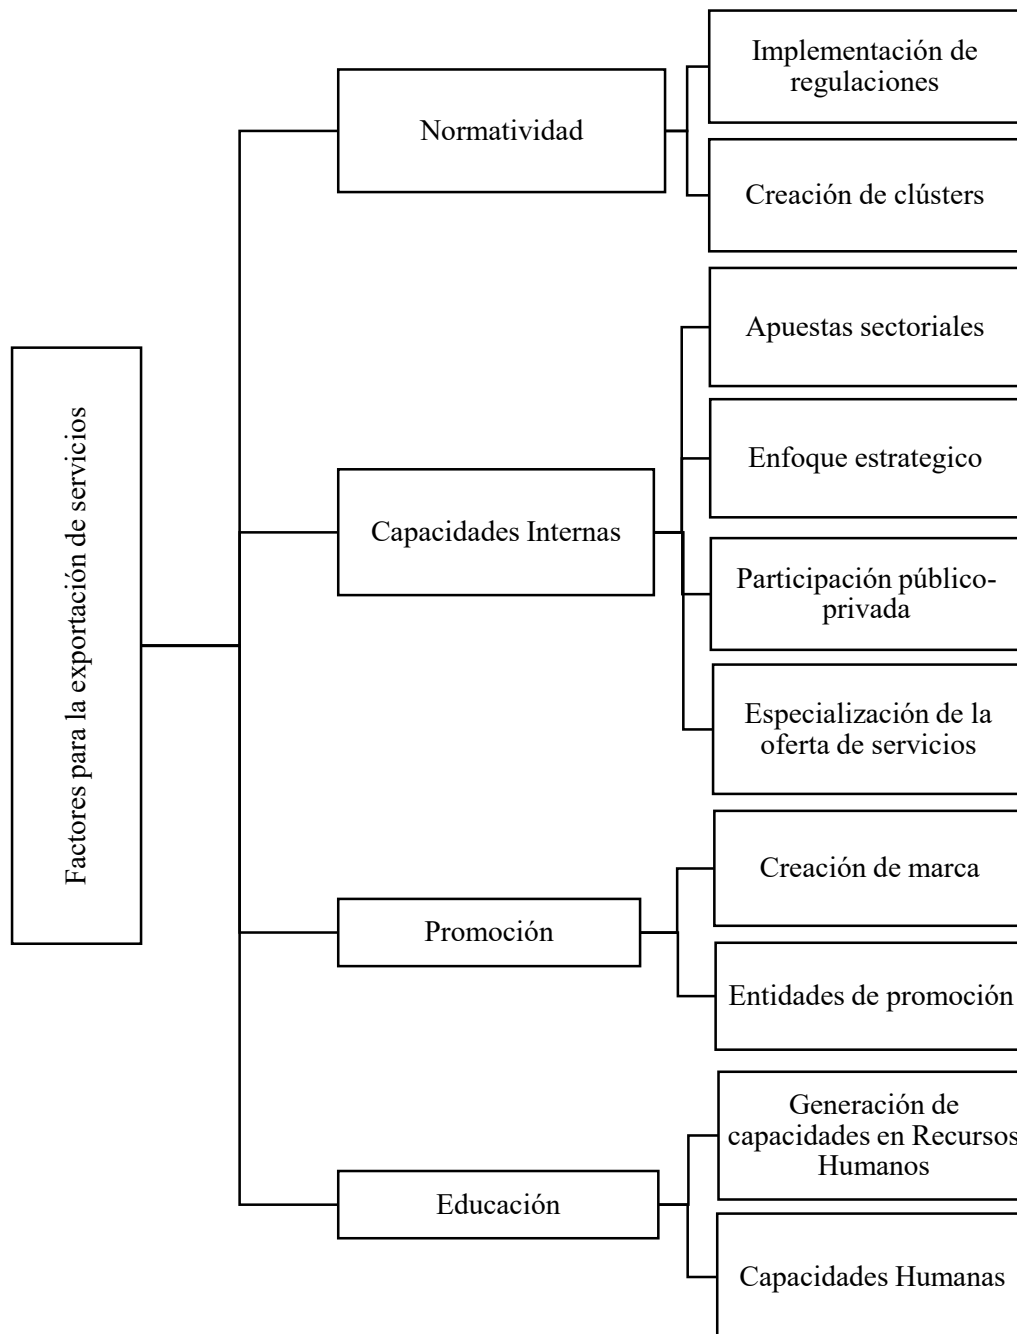 Factores para la exportación de servicios
Normatividad
Implementación de
regulaciones
Creación de clústers
Capacidades Internas
Apuestas sectoriales
Enfoque estrategico
Participación público-
privada
Especialización de la
oferta de servicios
Promoción
Creación de marca
Entidades de promoción
Educación
Generación de
capacidades en Recursos
Humanos
Capacidades Humanas